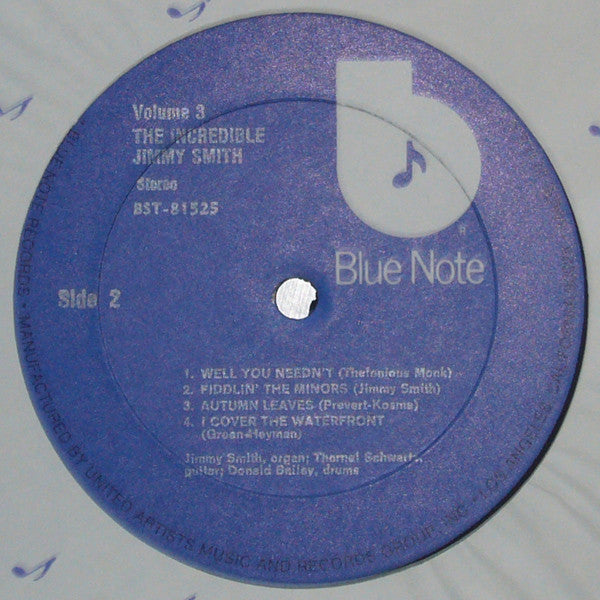 Volume 3
THE INCREDIBLE
JIMMY SMITH
Stereo
BST-81525
b
®
Blue Note
Side 2
1. WELL YOU NEEDN'T (Thelonious Monk)
2. FIDDLIN' THE MINORS (Jimmy Smith)
3. AUTUMN LEAVES (Prevert-Kosma)
4. I COVER THE WATERFRONT
(Green-Heyman)
Jimmy Smith, organ; Thornel Schwartz,
guitar; Donald Bailey, drums
BLUE NOTE RECORDS · MANUFACTURED BY UNITED ARTISTS MUSIC AND RECORDS GROUP, INC. · LOS ANGELES